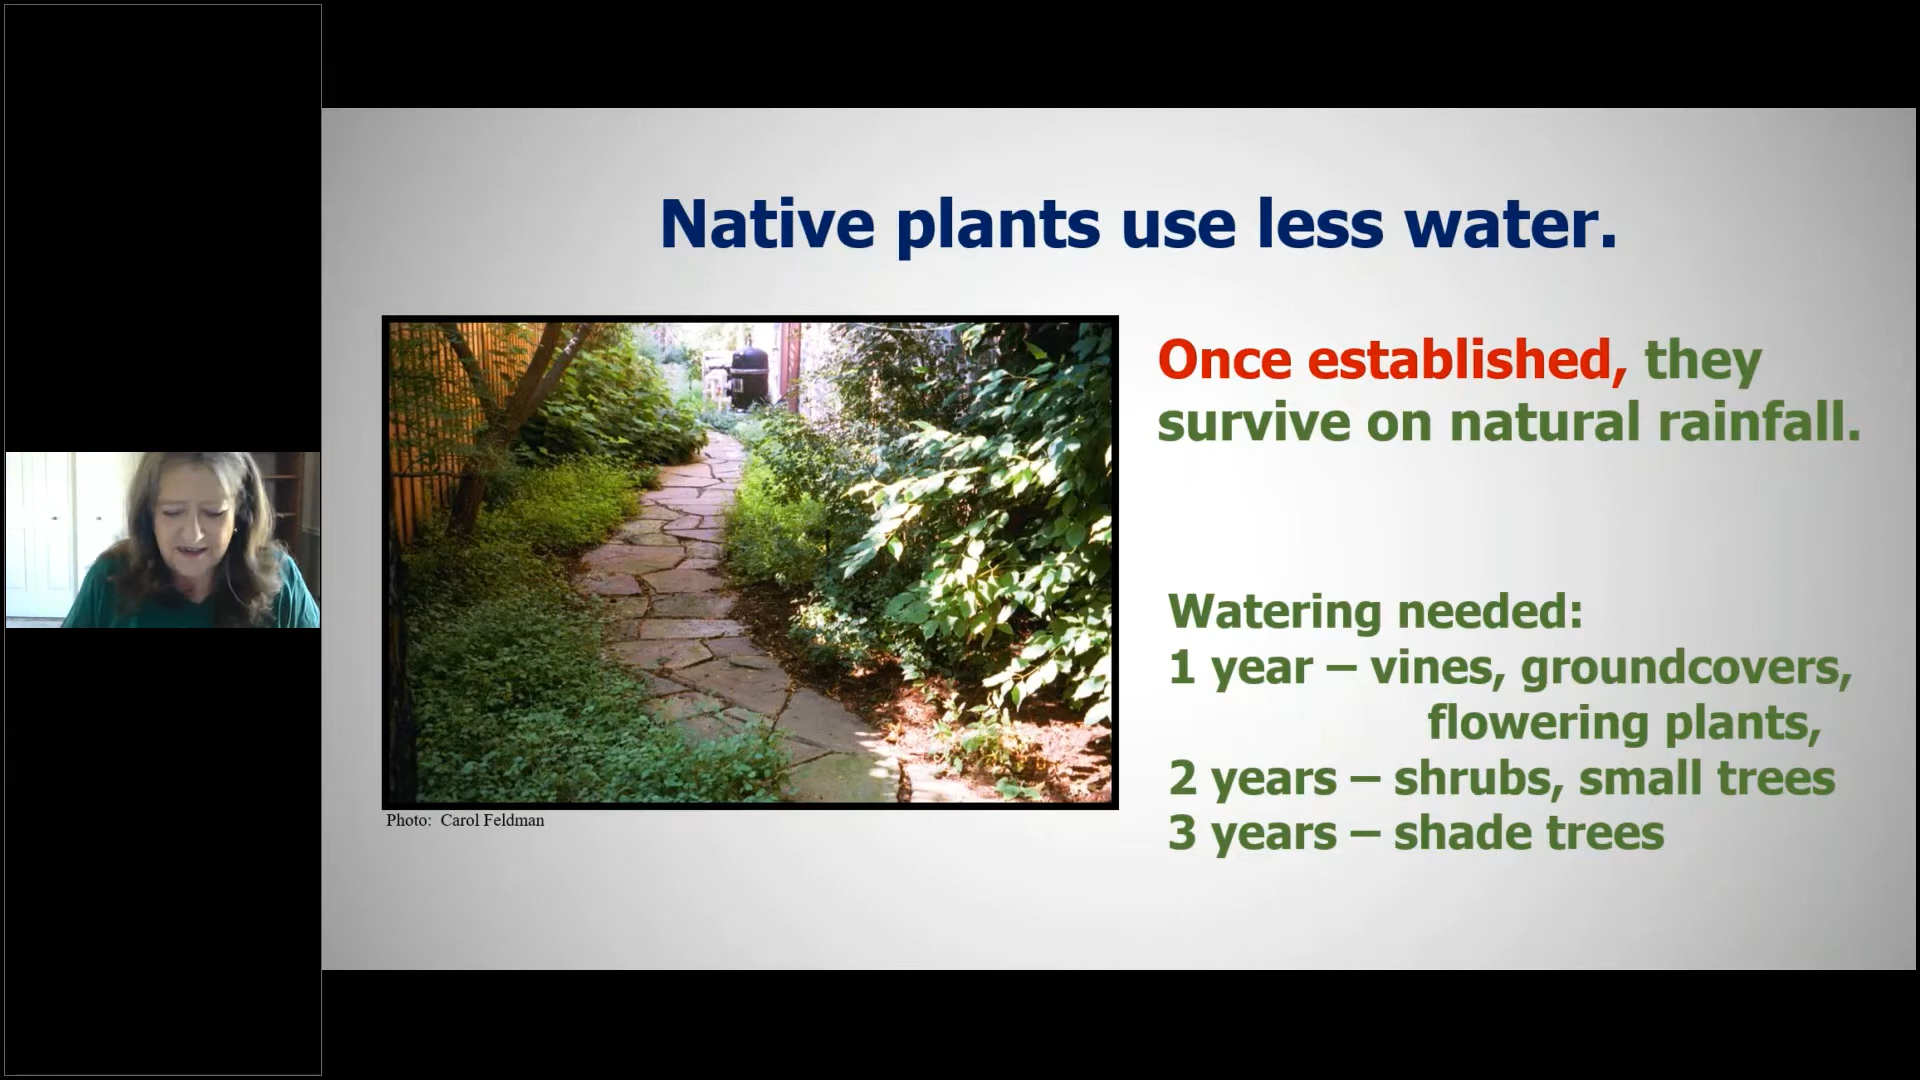 Native plants use less water.
Once established, they
survive on natural rainfall.
Watering needed:
1 year – vines, groundcovers,
flowering plants,
2 years – shrubs, small trees
3 years – shade trees
Photo: Carol Feldman